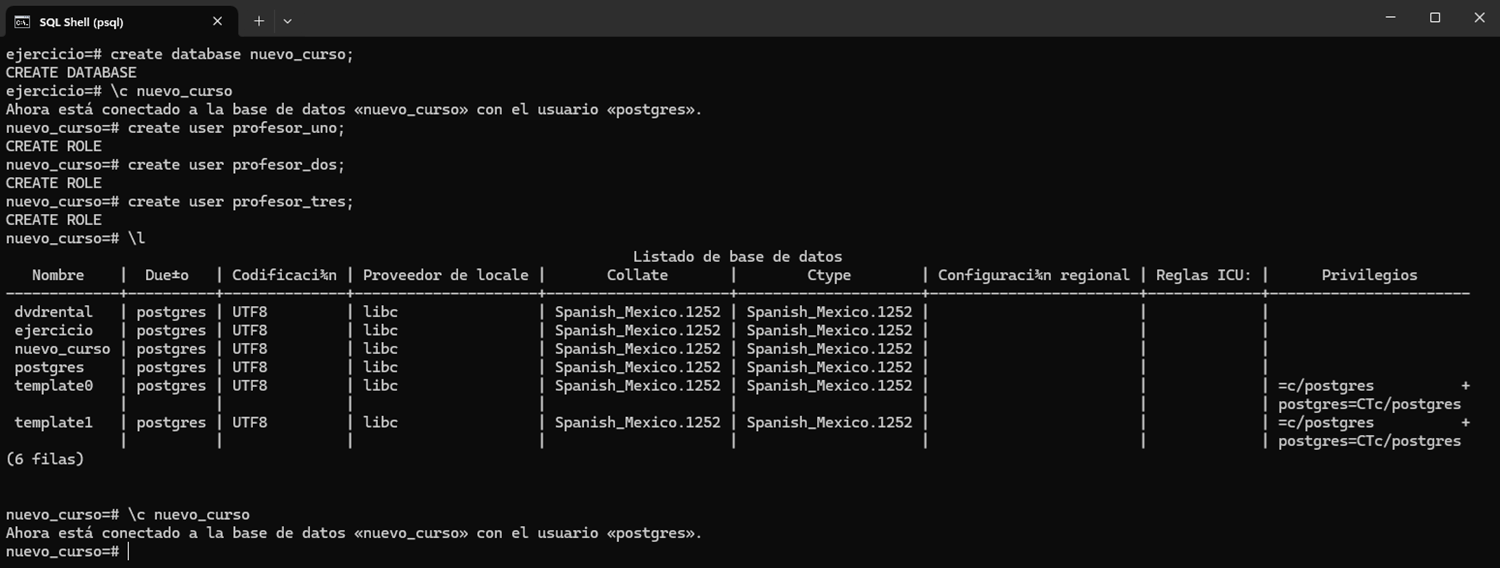 SQL Shell (psql)
ejercicio=# create database nuevo_curso;
CREATE DATABASE
ejercicio=# \c nuevo_curso
Ahora está conectado a la base de datos «nuevo_curso» con el usuario «postgres».
nuevo_curso=# create user profesor_uno;
CREATE ROLE
nuevo_curso=# create user profesor_dos;
CREATE ROLE
nuevo_curso=# create user profesor_tres;
CREATE ROLE
nuevo_curso=# \l
Listado de base de datos
Nombre | Due±o | Codificaci¾n | Proveedor de locale | Collate | Ctype | Configuraci¾n regional | Reglas ICU: | Privilegios
dvdrental | postgres | UTF8 | libc | Spanish_Mexico.1252 | Spanish_Mexico.1252 | | |
ejercicio | postgres | UTF8 | libc | Spanish_Mexico.1252 | Spanish_Mexico.1252 | | |
nuevo_curso | postgres | UTF8 | libc | Spanish_Mexico.1252 | Spanish_Mexico.1252 | | |
postgres | postgres | UTF8 | libc | Spanish_Mexico.1252 | Spanish_Mexico.1252 | | |
template0 | postgres | UTF8 | libc | Spanish_Mexico.1252 | Spanish_Mexico.1252 | | | =c/postgres +
| | | | | | | | postgres=CTc/postgres
template1 | postgres | UTF8 | libc | Spanish_Mexico.1252 | Spanish_Mexico.1252 | | | =c/postgres +
| | | | | | | | postgres=CTc/postgres
(6 filas)
nuevo_curso=# \c nuevo_curso
Ahora está conectado a la base de datos «nuevo_curso» con el usuario «postgres».
nuevo_curso=#